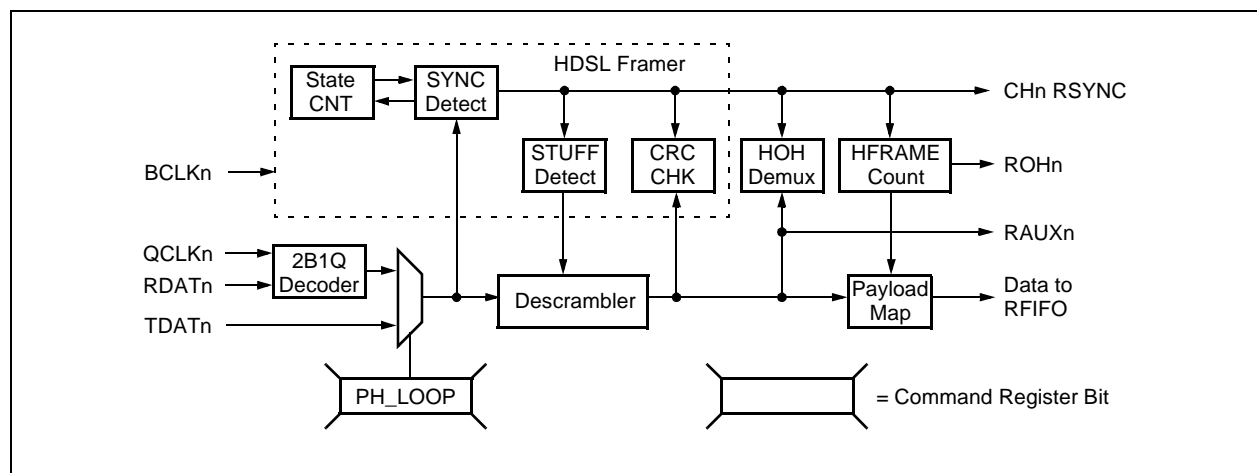 HDSL Framer
State
CNT
SYNC
Detect
CHn RSYNC
STUFF
Detect
CRC
CHK
HOH
Demux
HFRAME
Count
BCLKn
ROHn
RAUXn
QCLKn
RDATn
2B1Q
Decoder
TDATn
Descrambler
Payload
Map
Data to
RFIFO
PH_LOOP
= Command Register Bit